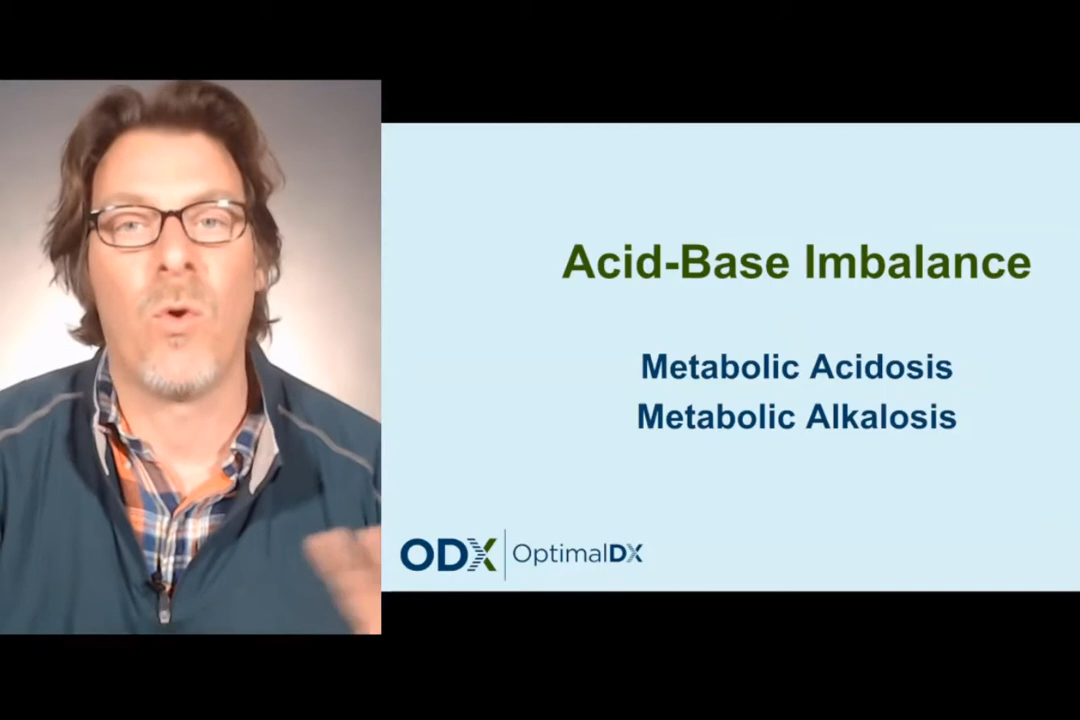 Acid-Base Imbalance
Metabolic Acidosis
Metabolic Alkalosis
ODX OptimalDX